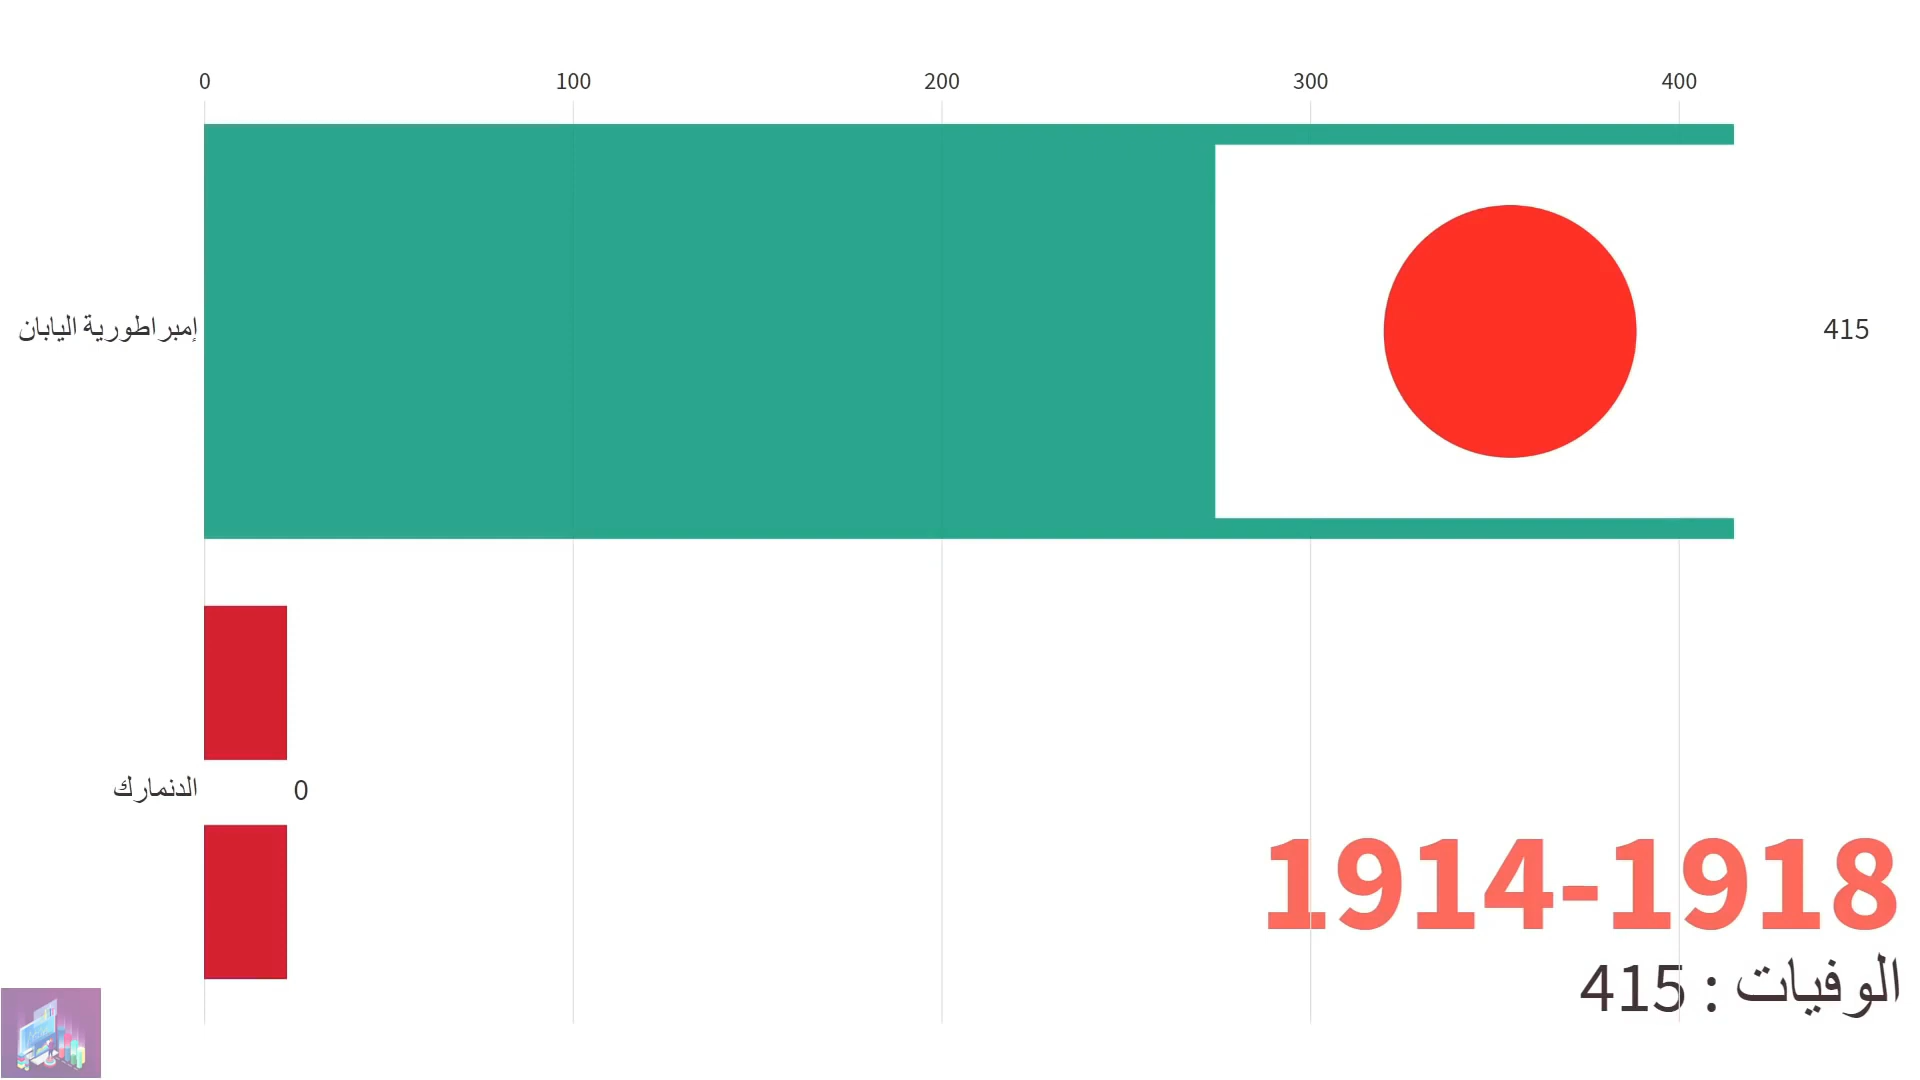 0 100 200 300 400
إمبراطورية اليابان 415
الدنمارك 0
1914-1918
الوفيات : 415